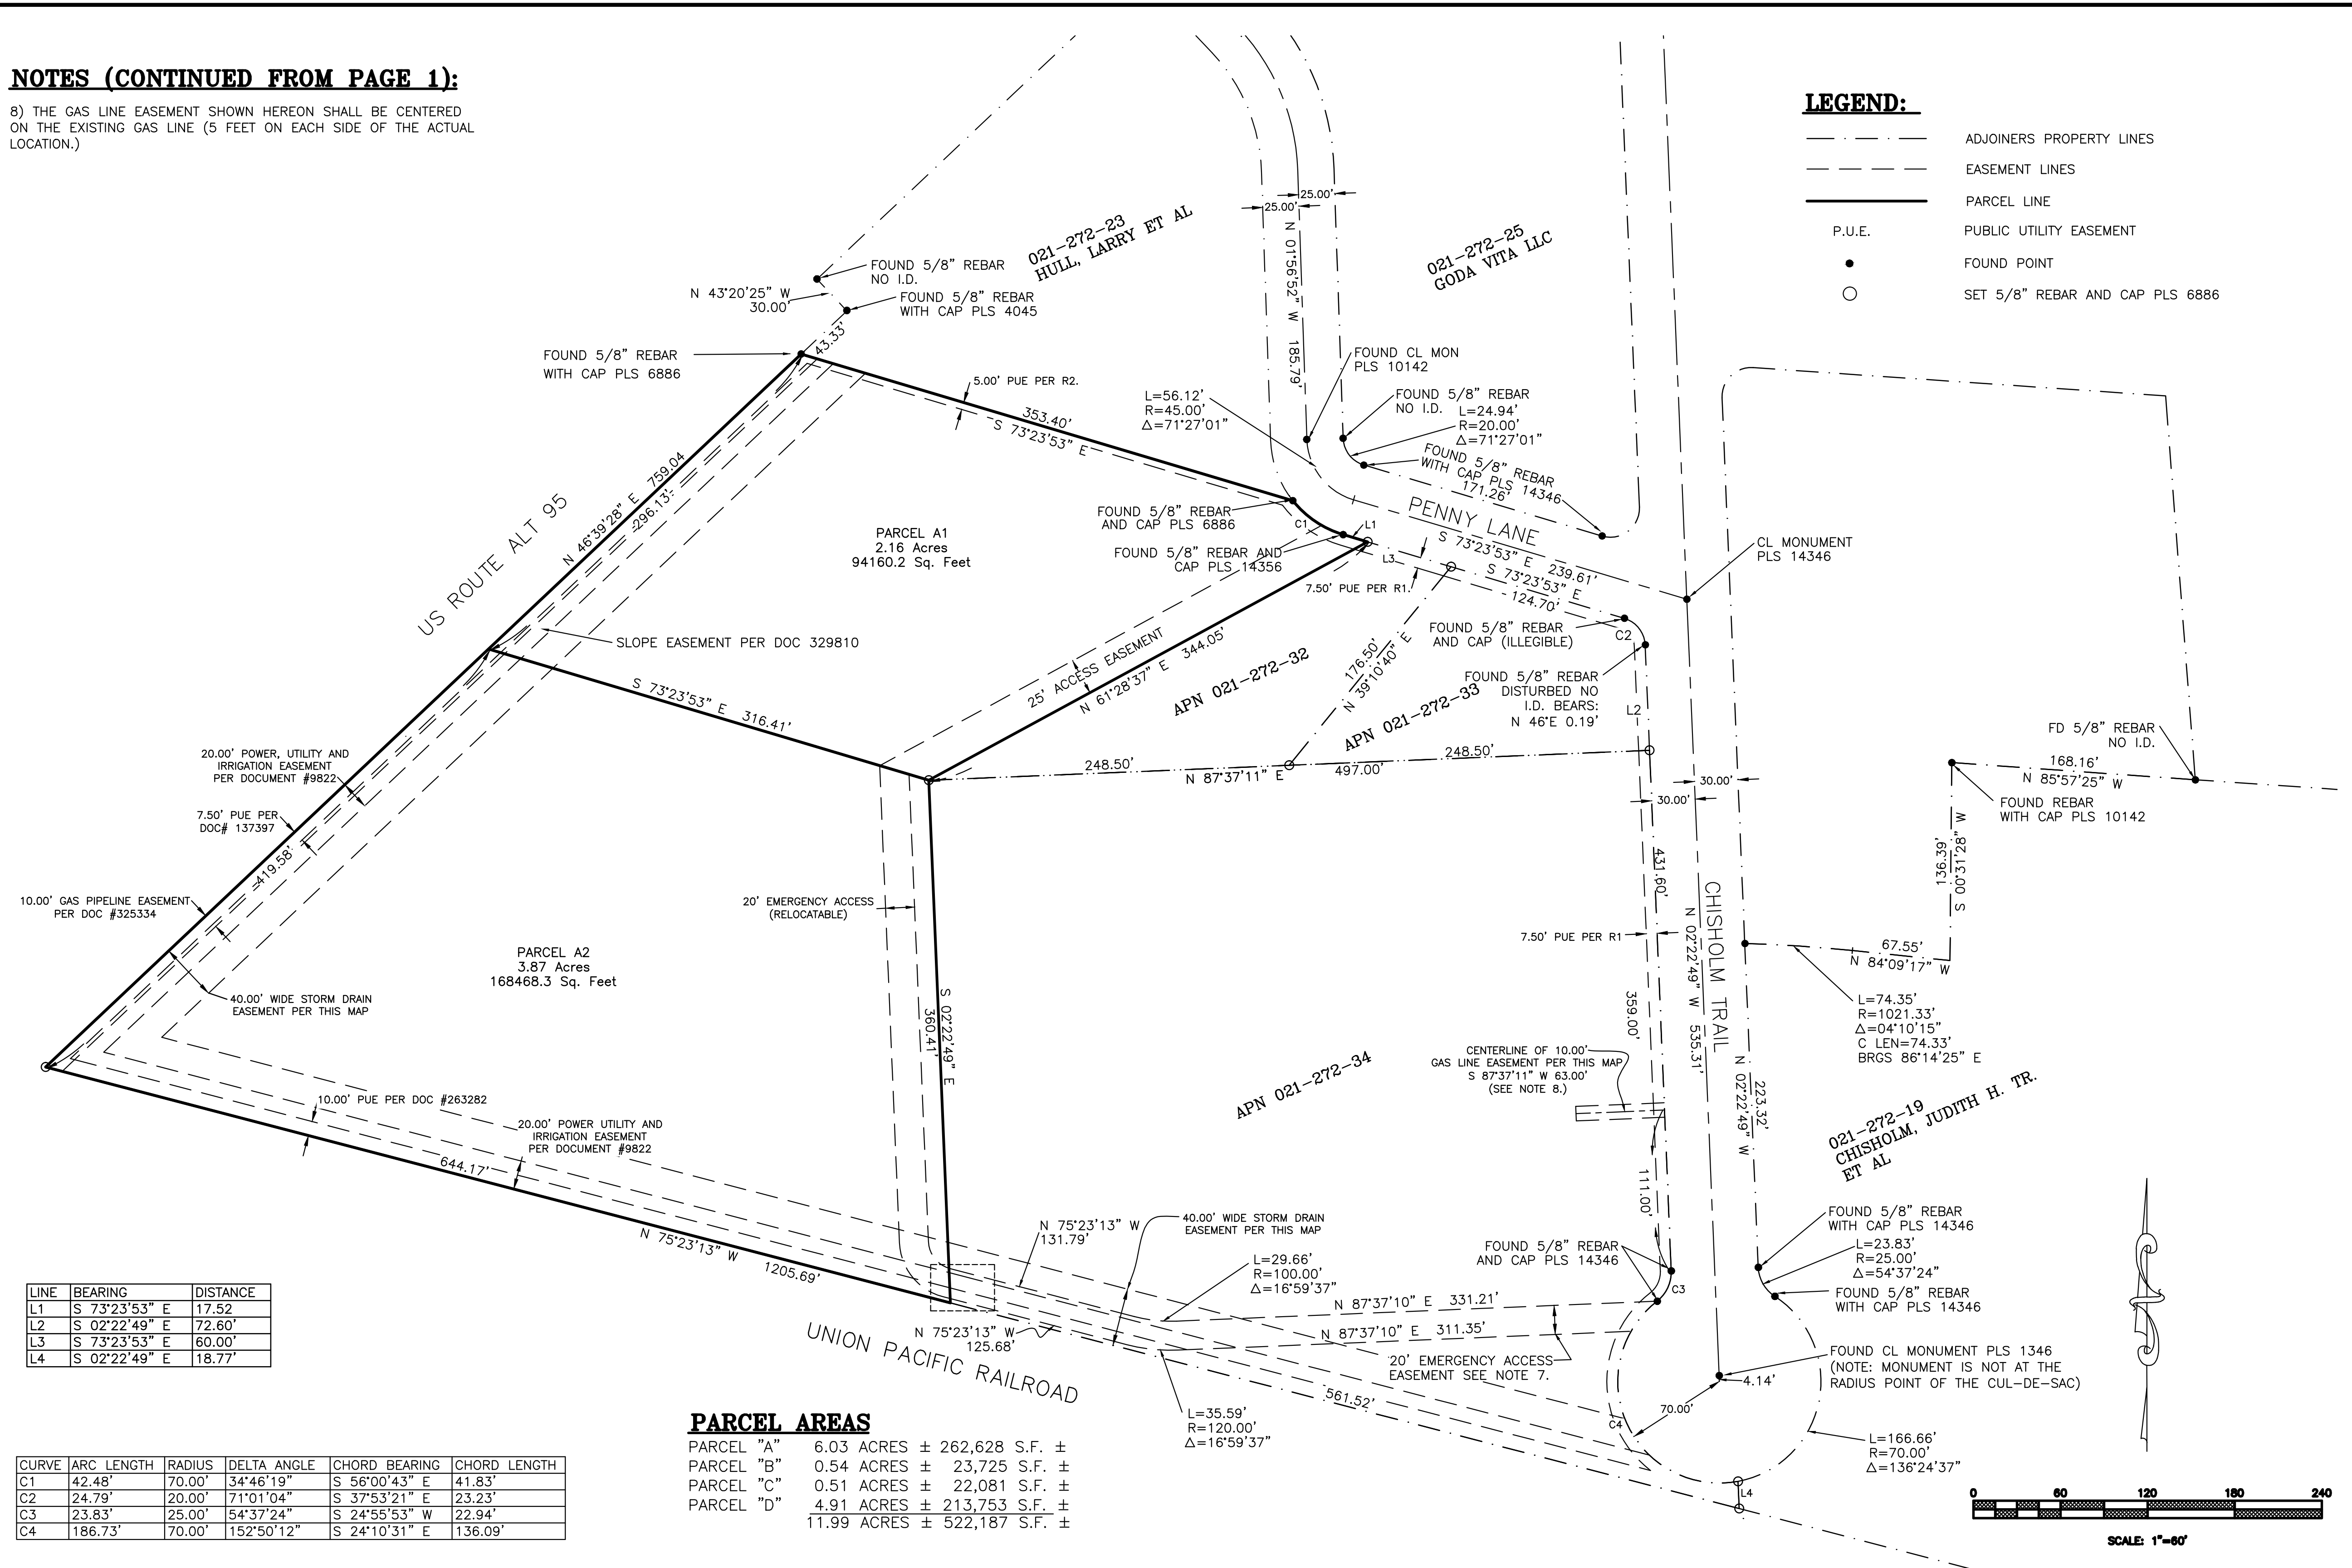 NOTES (CONTINUED FROM PAGE 1):
8) THE GAS LINE EASEMENT SHOWN HEREON SHALL BE CENTERED
ON THE EXISTING GAS LINE (5 FEET ON EACH SIDE OF THE ACTUAL
LOCATION.)
LEGEND:
ADJOINERS PROPERTY LINES
EASEMENT LINES
PARCEL LINE
P.U.E. PUBLIC UTILITY EASEMENT
FOUND POINT
SET 5/8" REBAR AND CAP PLS 6886
021-272-23
HULL, LARRY ET AL
021-272-25
GODA VITA LLC
25.00'
25.00'
N 01°56'52" W 185.79'
FOUND 5/8" REBAR
NO I.D.
N 43°20'25" W
30.00'
FOUND 5/8" REBAR
WITH CAP PLS 4045
43.33'
FOUND 5/8" REBAR
WITH CAP PLS 6886
5.00' PUE PER R2.
353.40'
S 73°23'53" E
L=56.12'
R=45.00'
Δ=71°27'01"
FOUND CL MON
PLS 10142
FOUND 5/8" REBAR
NO I.D.
L=24.94'
R=20.00'
Δ=71°27'01"
FOUND 5/8" REBAR
WITH CAP PLS 14346
171.26'
PENNY LANE
S 73°23'53" E 239.61'
S 73°23'53" E
124.70'
CL MONUMENT
PLS 14346
FOUND 5/8" REBAR
AND CAP PLS 6886
C1
L1
FOUND 5/8" REBAR AND
CAP PLS 14356
L3
7.50' PUE PER R1.
US ROUTE ALT 95
N 46°39'28" E 759.04
296.13'
PARCEL A1
2.16 Acres
94160.2 Sq. Feet
SLOPE EASEMENT PER DOC 329810
S 73°23'53" E 316.41'
25' ACCESS EASEMENT
N 61°28'37" E 344.05'
APN 021-272-32
176.50'
N 39°10'40" E
APN 021-272-33
FOUND 5/8" REBAR
AND CAP (ILLEGIBLE)
C2
FOUND 5/8" REBAR
DISTURBED NO
I.D. BEARS:
N 46°E 0.19'
L2
248.50'
N 87°37'11" E
497.00'
248.50'
30.00'
30.00'
FD 5/8" REBAR
NO I.D.
168.16'
N 85°57'25" W
FOUND REBAR
WITH CAP PLS 10142
136.39'
S 00°31'28" W
67.55'
N 84°09'17" W
L=74.35'
R=1021.33'
Δ=04°10'15"
C LEN=74.33'
BRGS 86°14'25" E
20.00' POWER, UTILITY AND
IRRIGATION EASEMENT
PER DOCUMENT #9822
7.50' PUE PER
DOC# 137397
419.58'
10.00' GAS PIPELINE EASEMENT
PER DOC #325334
40.00' WIDE STORM DRAIN
EASEMENT PER THIS MAP
PARCEL A2
3.87 Acres
168468.3 Sq. Feet
20' EMERGENCY ACCESS
(RELOCATABLE)
S 02°22'49" E
360.41'
431.60'
7.50' PUE PER R1
359.00'
CHISHOLM TRAIL
N 02°22'49" W 535.31'
CENTERLINE OF 10.00'
GAS LINE EASEMENT PER THIS MAP
S 87°37'11" W 63.00'
(SEE NOTE 8.)
APN 021-272-34
111.00'
223.32'
N 02°22'49" W
021-272-19
CHISHOLM, JUDITH H. TR.
ET AL
10.00' PUE PER DOC #263282
20.00' POWER UTILITY AND
IRRIGATION EASEMENT
PER DOCUMENT #9822
644.17'
N 75°23'13" W 1205.69'
N 75°23'13" W
131.79'
40.00' WIDE STORM DRAIN
EASEMENT PER THIS MAP
L=29.66'
R=100.00'
Δ=16°59'37"
FOUND 5/8" REBAR
AND CAP PLS 14346
C3
N 87°37'10" E 331.21'
N 87°37'10" E 311.35'
N 75°23'13" W
125.68'
UNION PACIFIC RAILROAD
20' EMERGENCY ACCESS
EASEMENT SEE NOTE 7.
561.52'
L=35.59'
R=120.00'
Δ=16°59'37"
C4
70.00'
4.14'
FOUND 5/8" REBAR
WITH CAP PLS 14346
L=23.83'
R=25.00'
Δ=54°37'24"
FOUND 5/8" REBAR
WITH CAP PLS 14346
FOUND CL MONUMENT PLS 1346
(NOTE: MONUMENT IS NOT AT THE
RADIUS POINT OF THE CUL-DE-SAC)
L=166.66'
R=70.00'
Δ=136°24'37"
L4
LINE BEARING DISTANCE
L1 S 73°23'53" E 17.52
L2 S 02°22'49" E 72.60'
L3 S 73°23'53" E 60.00'
L4 S 02°22'49" E 18.77'
CURVE ARC LENGTH RADIUS DELTA ANGLE CHORD BEARING CHORD LENGTH
C1 42.48' 70.00' 34°46'19" S 56°00'43" E 41.83'
C2 24.79' 20.00' 71°01'04" S 37°53'21" E 23.23'
C3 23.83' 25.00' 54°37'24" S 24°55'53" W 22.94'
C4 186.73' 70.00' 152°50'12" S 24°10'31" E 136.09'
PARCEL AREAS
PARCEL "A" 6.03 ACRES ± 262,628 S.F. ±
PARCEL "B" 0.54 ACRES ± 23,725 S.F. ±
PARCEL "C" 0.51 ACRES ± 22,081 S.F. ±
PARCEL "D" 4.91 ACRES ± 213,753 S.F. ±
11.99 ACRES ± 522,187 S.F. ±
0 60 120 180 240
SCALE: 1"=60'